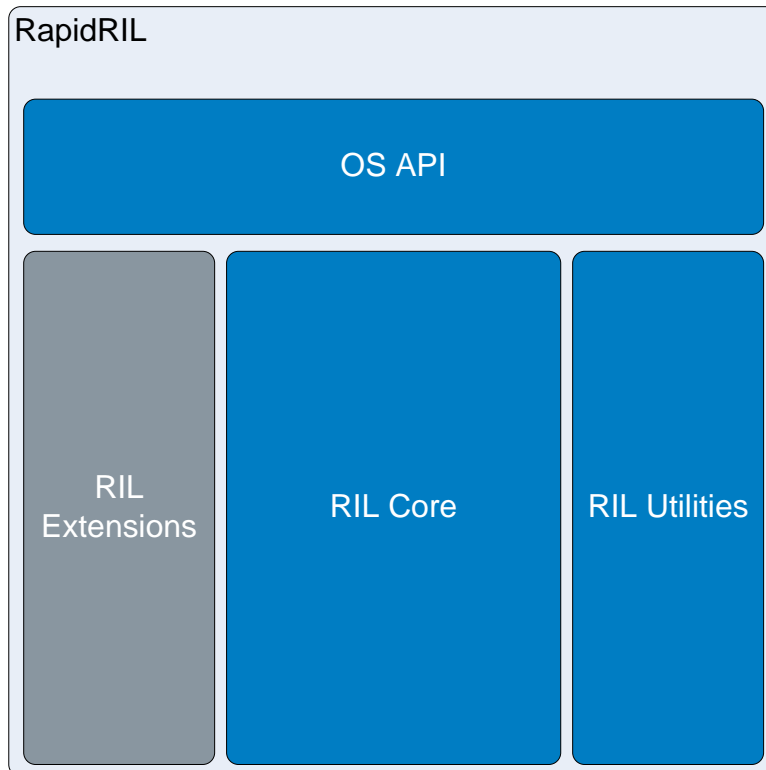 RapidRIL
OS API
RIL
Extensions
RIL Core
RIL Utilities